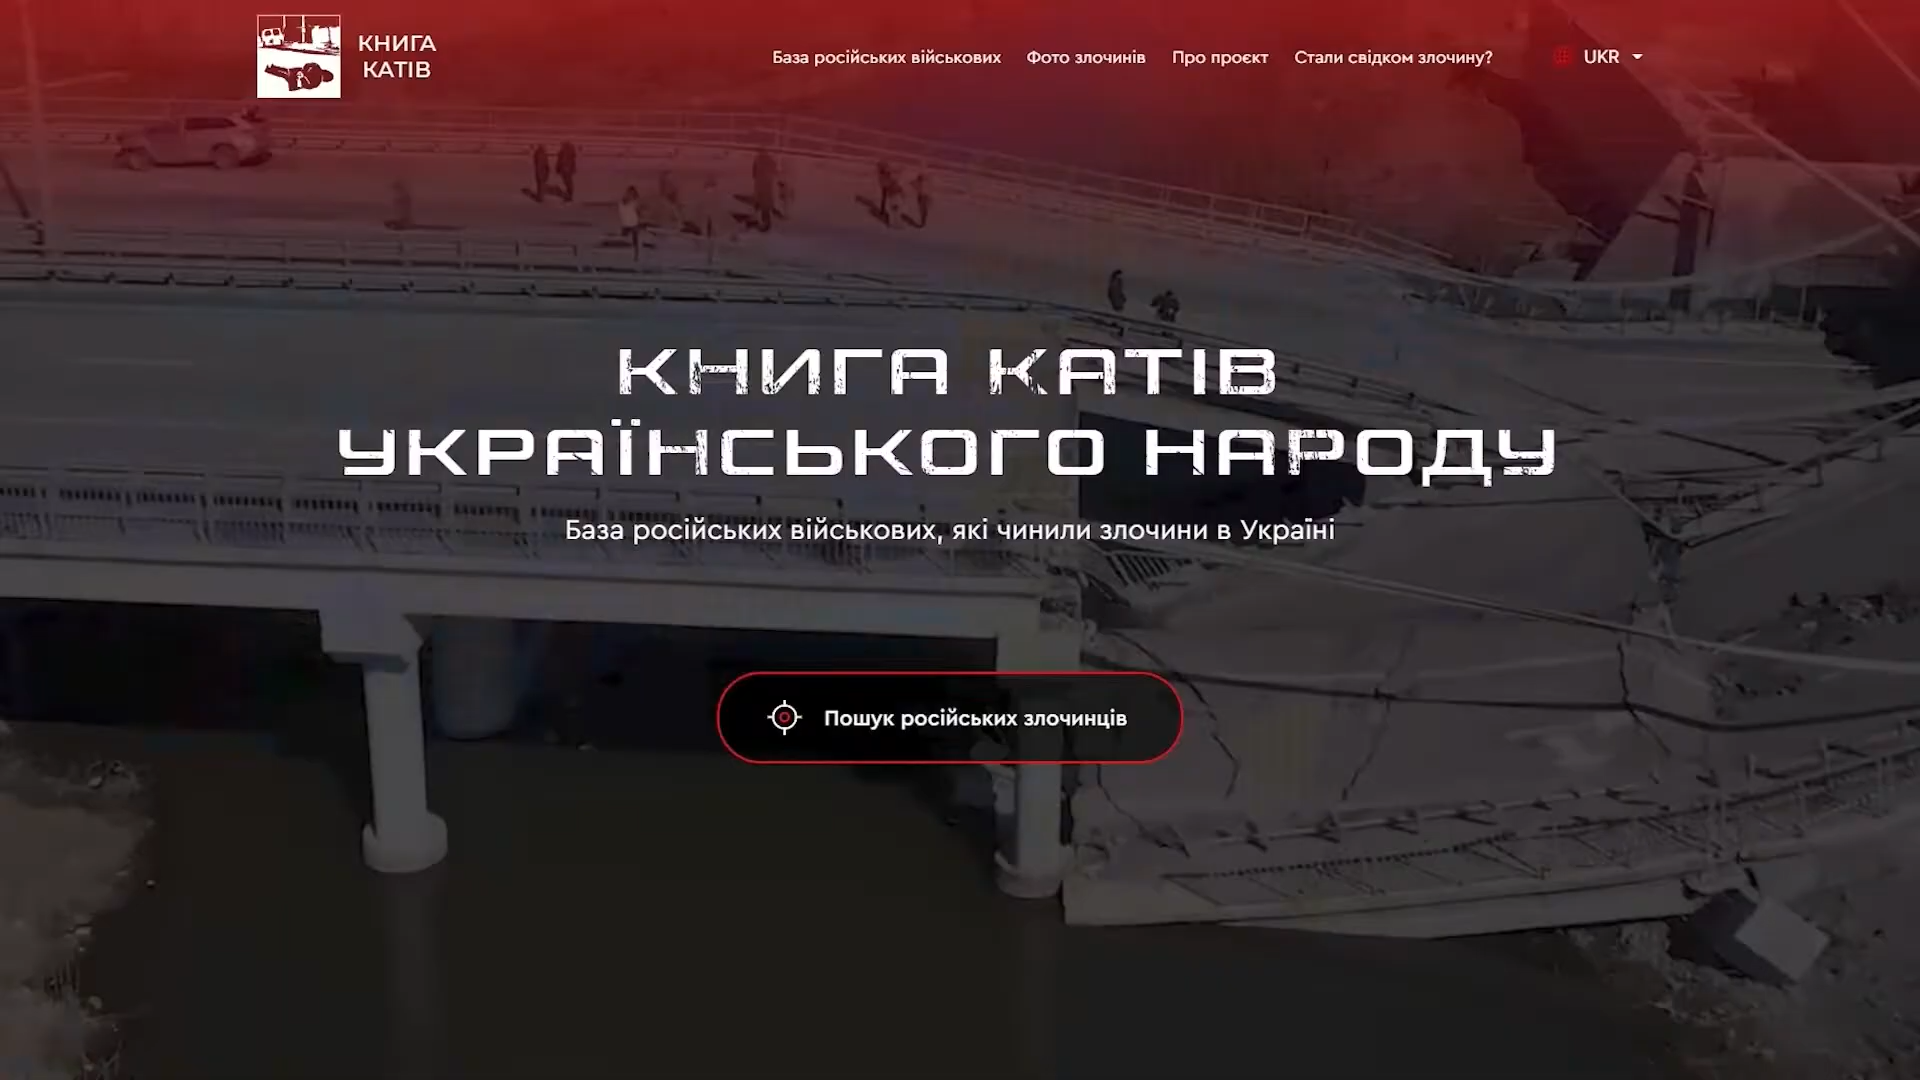 КНИГА
КАТІВ
База російських військових
Фото злочинів
Про проєкт
Стали свідком злочину?
UKR
КНИГА КАТІВ
УКРАЇНСЬКОГО НАРОДУ
База російських військових, які чинили злочини в Україні
Пошук російських злочинців